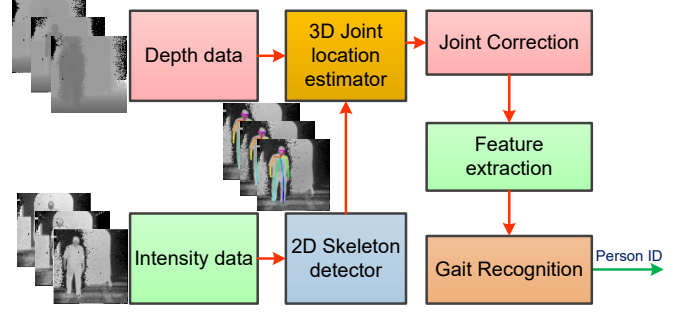 Depth data
3D Joint
location
estimator
Joint Correction
Feature
extraction
Intensity data
2D Skeleton
detector
Gait Recognition
Person ID